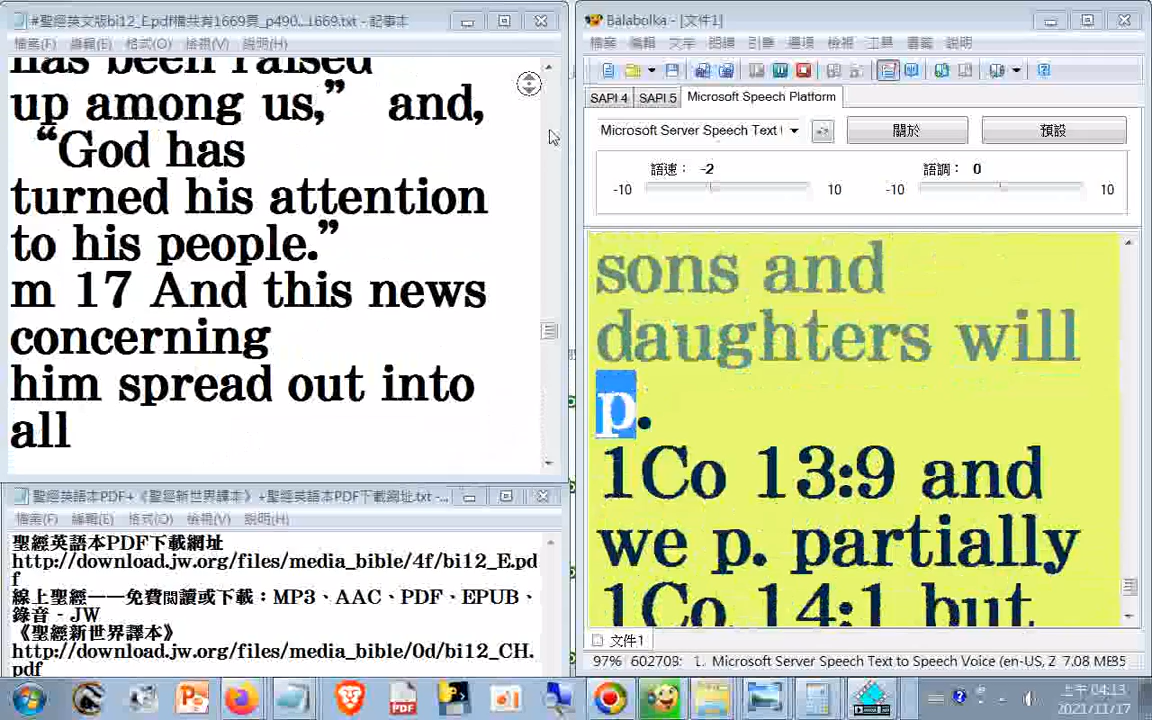 #聖經英文版bi12_E.pdf檔共有1669頁_p490...1669.txt - 記事本
檔案(F) 編輯(E) 格式(O) 檢視(V) 說明(H)
has been raised
up among us,” and,
“God has
turned his attention
to his people.”
m 17 And this news
concerning
him spread out into
all
聖經英語本PDF+《聖經新世界譯本》+聖經英語本PDF下載網址.txt - ...
檔案(F) 編輯(E) 格式(O) 檢視(V) 說明(H)
聖經英語本PDF下載網址
http://download.jw.org/files/media_bible/4f/bi12_E.pd
f
線上聖經——免費閱讀或下載：MP3、AAC、PDF、EPUB、
錄音 - JW
《聖經新世界譯本》
http://download.jw.org/files/media_bible/0d/bi12_CH.
pdf
Balabolka - [文件1]
檔案 編輯 文字 朗讀 引擎 選項 檢視 工具 書籤 說明
SAPI 4 SAPI 5 Microsoft Speech Platform
Microsoft Server Speech Text 關於 預設
語速： -2 語調： 0
-10 10 -10 10
sons and
daughters will
p.
1Co 13:9 and
we p. partially
1Co 14:1 but
文件1
97% 602703: 1. Microsoft Server Speech Text to Speech Voice (en-US, Z 7.08 MB
上午 04:13
2021/11/17